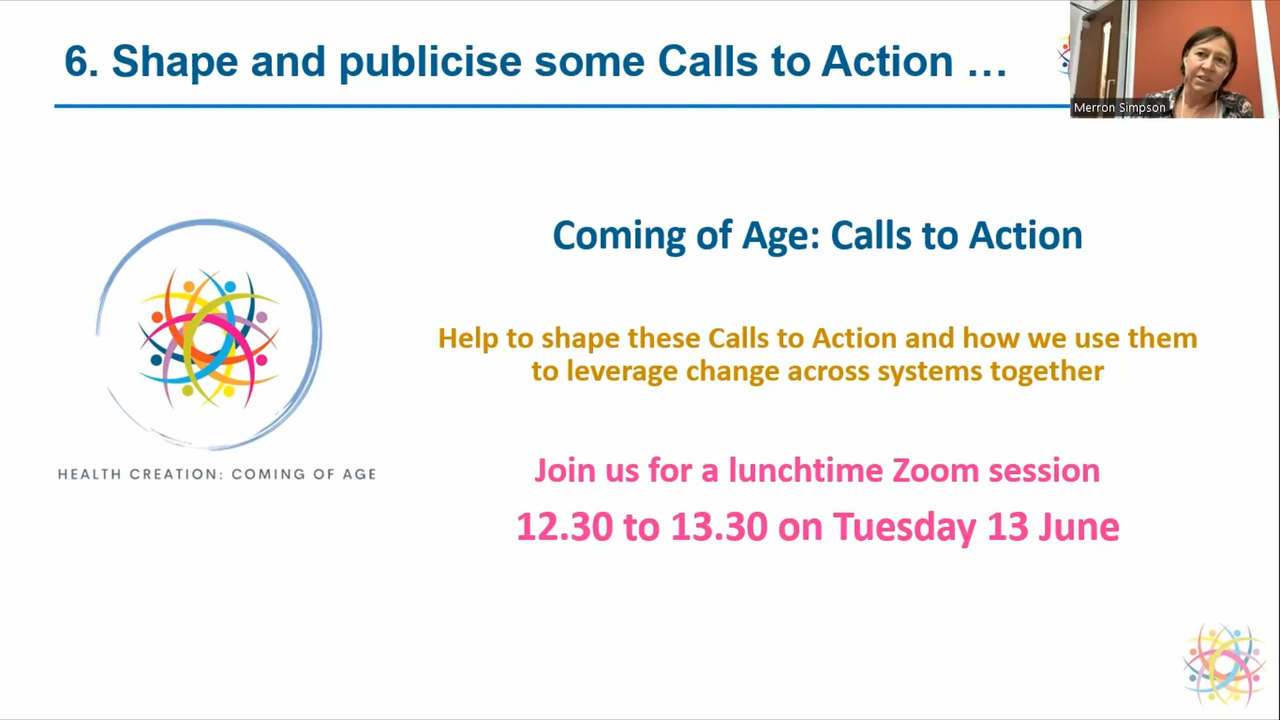 6. Shape and publicise some Calls to Action …
Merron Simpson
Coming of Age: Calls to Action
Help to shape these Calls to Action and how we use them
to leverage change across systems together
HEALTH CREATION: COMING OF AGE
Join us for a lunchtime Zoom session
12.30 to 13.30 on Tuesday 13 June